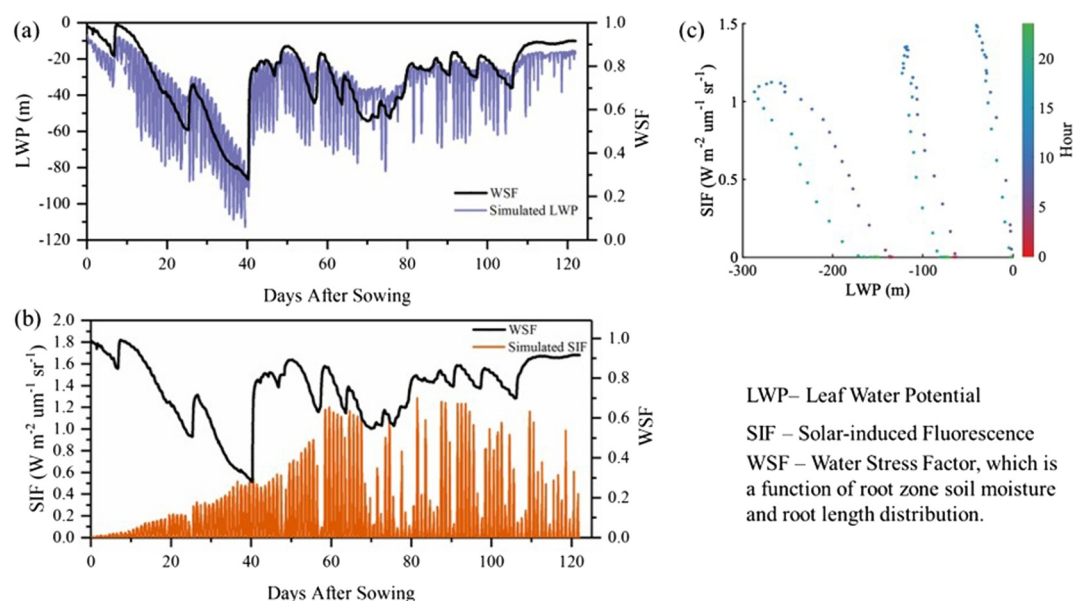 (a)
0
-20
-40
-60
-80
-100
-120
LWP (m)
1.0
0.8
0.6
0.4
0.2
0.0
WSF
WSF
Simulated LWP
0 20 40 60 80 100 120
Days After Sowing
(c)
1.5
1
0.5
0
SIF (W m⁻² um⁻¹ sr⁻¹)
-300 -200 -100 0
LWP (m)
20
15
10
5
0
Hour
(b)
2.0
1.8
1.6
1.4
1.2
1.0
0.8
0.6
0.4
0.2
0.0
SIF (W m⁻² um⁻¹ sr⁻¹)
1.0
0.8
0.6
0.4
0.2
0.0
WSF
WSF
Simulated SIF
0 20 40 60 80 100 120
Days After Sowing
LWP– Leaf Water Potential
SIF – Solar-induced Fluorescence
WSF – Water Stress Factor, which is
a function of root zone soil moisture
and root length distribution.